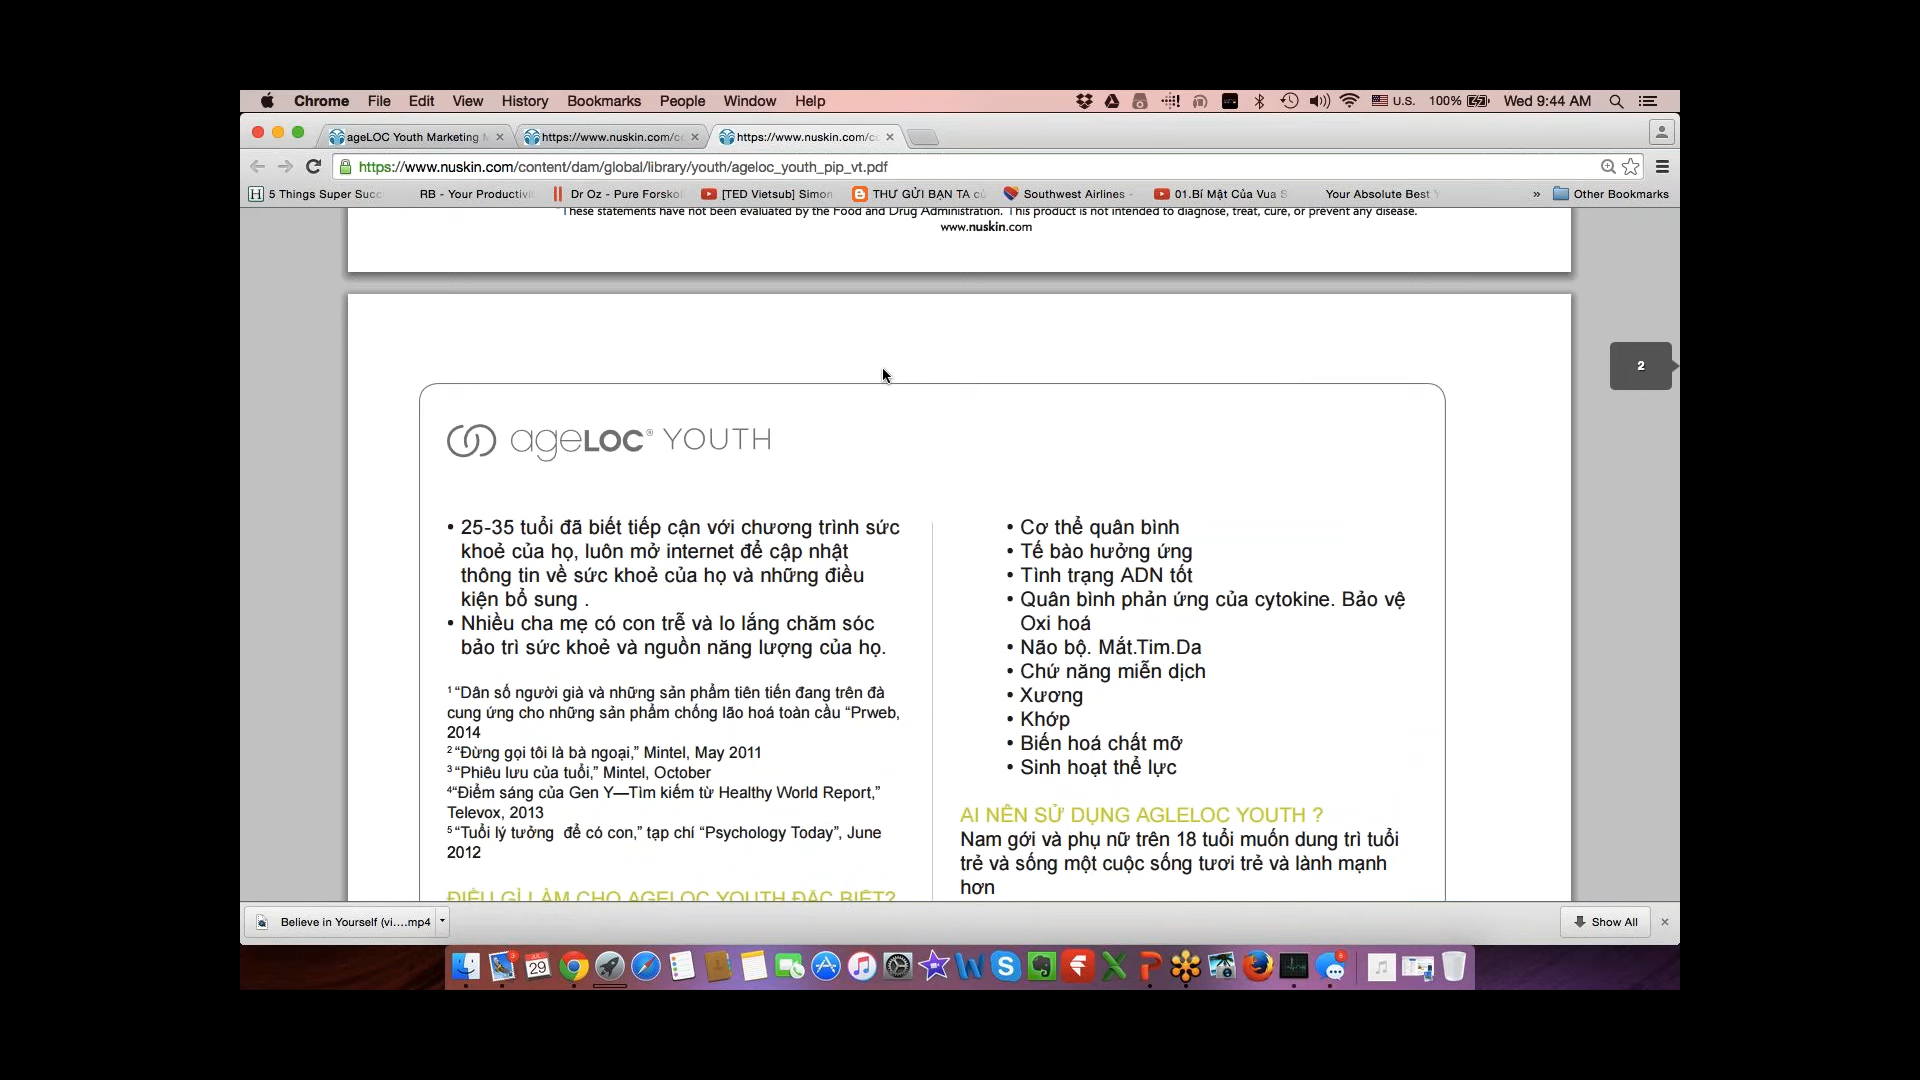 Chrome File Edit View History Bookmarks People Window Help
U.S. 100% Wed 9:44 AM
ageLOC Youth Marketing
https://www.nuskin.com/c
https://www.nuskin.com/c
https://www.nuskin.com/content/dam/global/library/youth/ageloc_youth_pip_vt.pdf
5 Things Super Succ
RB - Your Productivi
Dr Oz - Pure Forskol
[TED Vietsub] Simon
THƯ GỬI BẠN TA củ
Southwest Airlines -
01.Bí Mật Của Vua S
Your Absolute Best
»
Other Bookmarks
These statements have not been evaluated by the Food and Drug Administration. This product is not intended to diagnose, treat, cure, or prevent any disease.
www.nuskin.com
2
ageLOC® YOUTH
• 25-35 tuổi đã biết tiếp cận với chương trình sức
khoẻ của họ, luôn mở internet để cập nhật
thông tin về sức khoẻ của họ và những điều
kiện bổ sung .
• Nhiều cha mẹ có con trễ và lo lắng chăm sóc
bảo trì sức khoẻ và nguồn năng lượng của họ.
1 “Dân số người già và những sản phẩm tiên tiến đang trên đà
cung ứng cho những sản phẩm chống lão hoá toàn cầu “Prweb,
2014
2 “Đừng gọi tôi là bà ngoại,” Mintel, May 2011
3 “Phiêu lưu của tuổi,” Mintel, October
4“Điểm sáng của Gen Y—Tìm kiếm từ Healthy World Report,”
Televox, 2013
5 “Tuổi lý tưởng để có con,” tạp chí “Psychology Today”, June
2012
ĐIỀU GÌ LÀM CHO AGELOC YOUTH ĐẶC BIỆT?
• Cơ thể quân bình
• Tế bào hưởng ứng
• Tình trạng ADN tốt
• Quân bình phản ứng của cytokine. Bảo vệ
Oxi hoá
• Não bộ. Mắt.Tim.Da
• Chứ năng miễn dịch
• Xương
• Khớp
• Biến hoá chất mỡ
• Sinh hoạt thể lực
AI NÊN SỬ DỤNG AGLELOC YOUTH ?
Nam gới và phụ nữ trên 18 tuổi muốn dung trì tuổi
trẻ và sống một cuộc sống tươi trẻ và lành mạnh
hơn
Believe in Yourself (vi....mp4
Show All
3
JUL
29